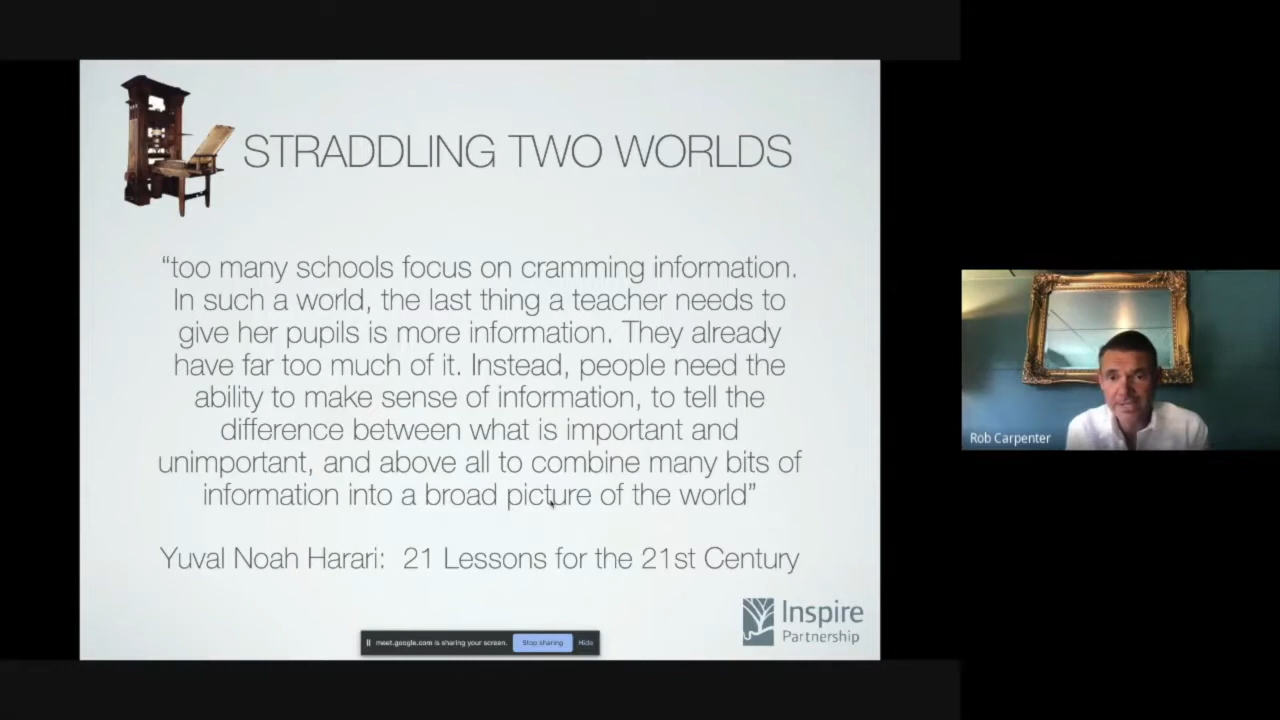 STRADDLING TWO WORLDS
“too many schools focus on cramming information.
In such a world, the last thing a teacher needs to
give her pupils is more information. They already
have far too much of it. Instead, people need the
ability to make sense of information, to tell the
difference between what is important and
unimportant, and above all to combine many bits of
information into a broad picture of the world”
Yuval Noah Harari: 21 Lessons for the 21st Century
Inspire
Partnership
meet.google.com is sharing your screen. Stop sharing Hide
Rob Carpenter